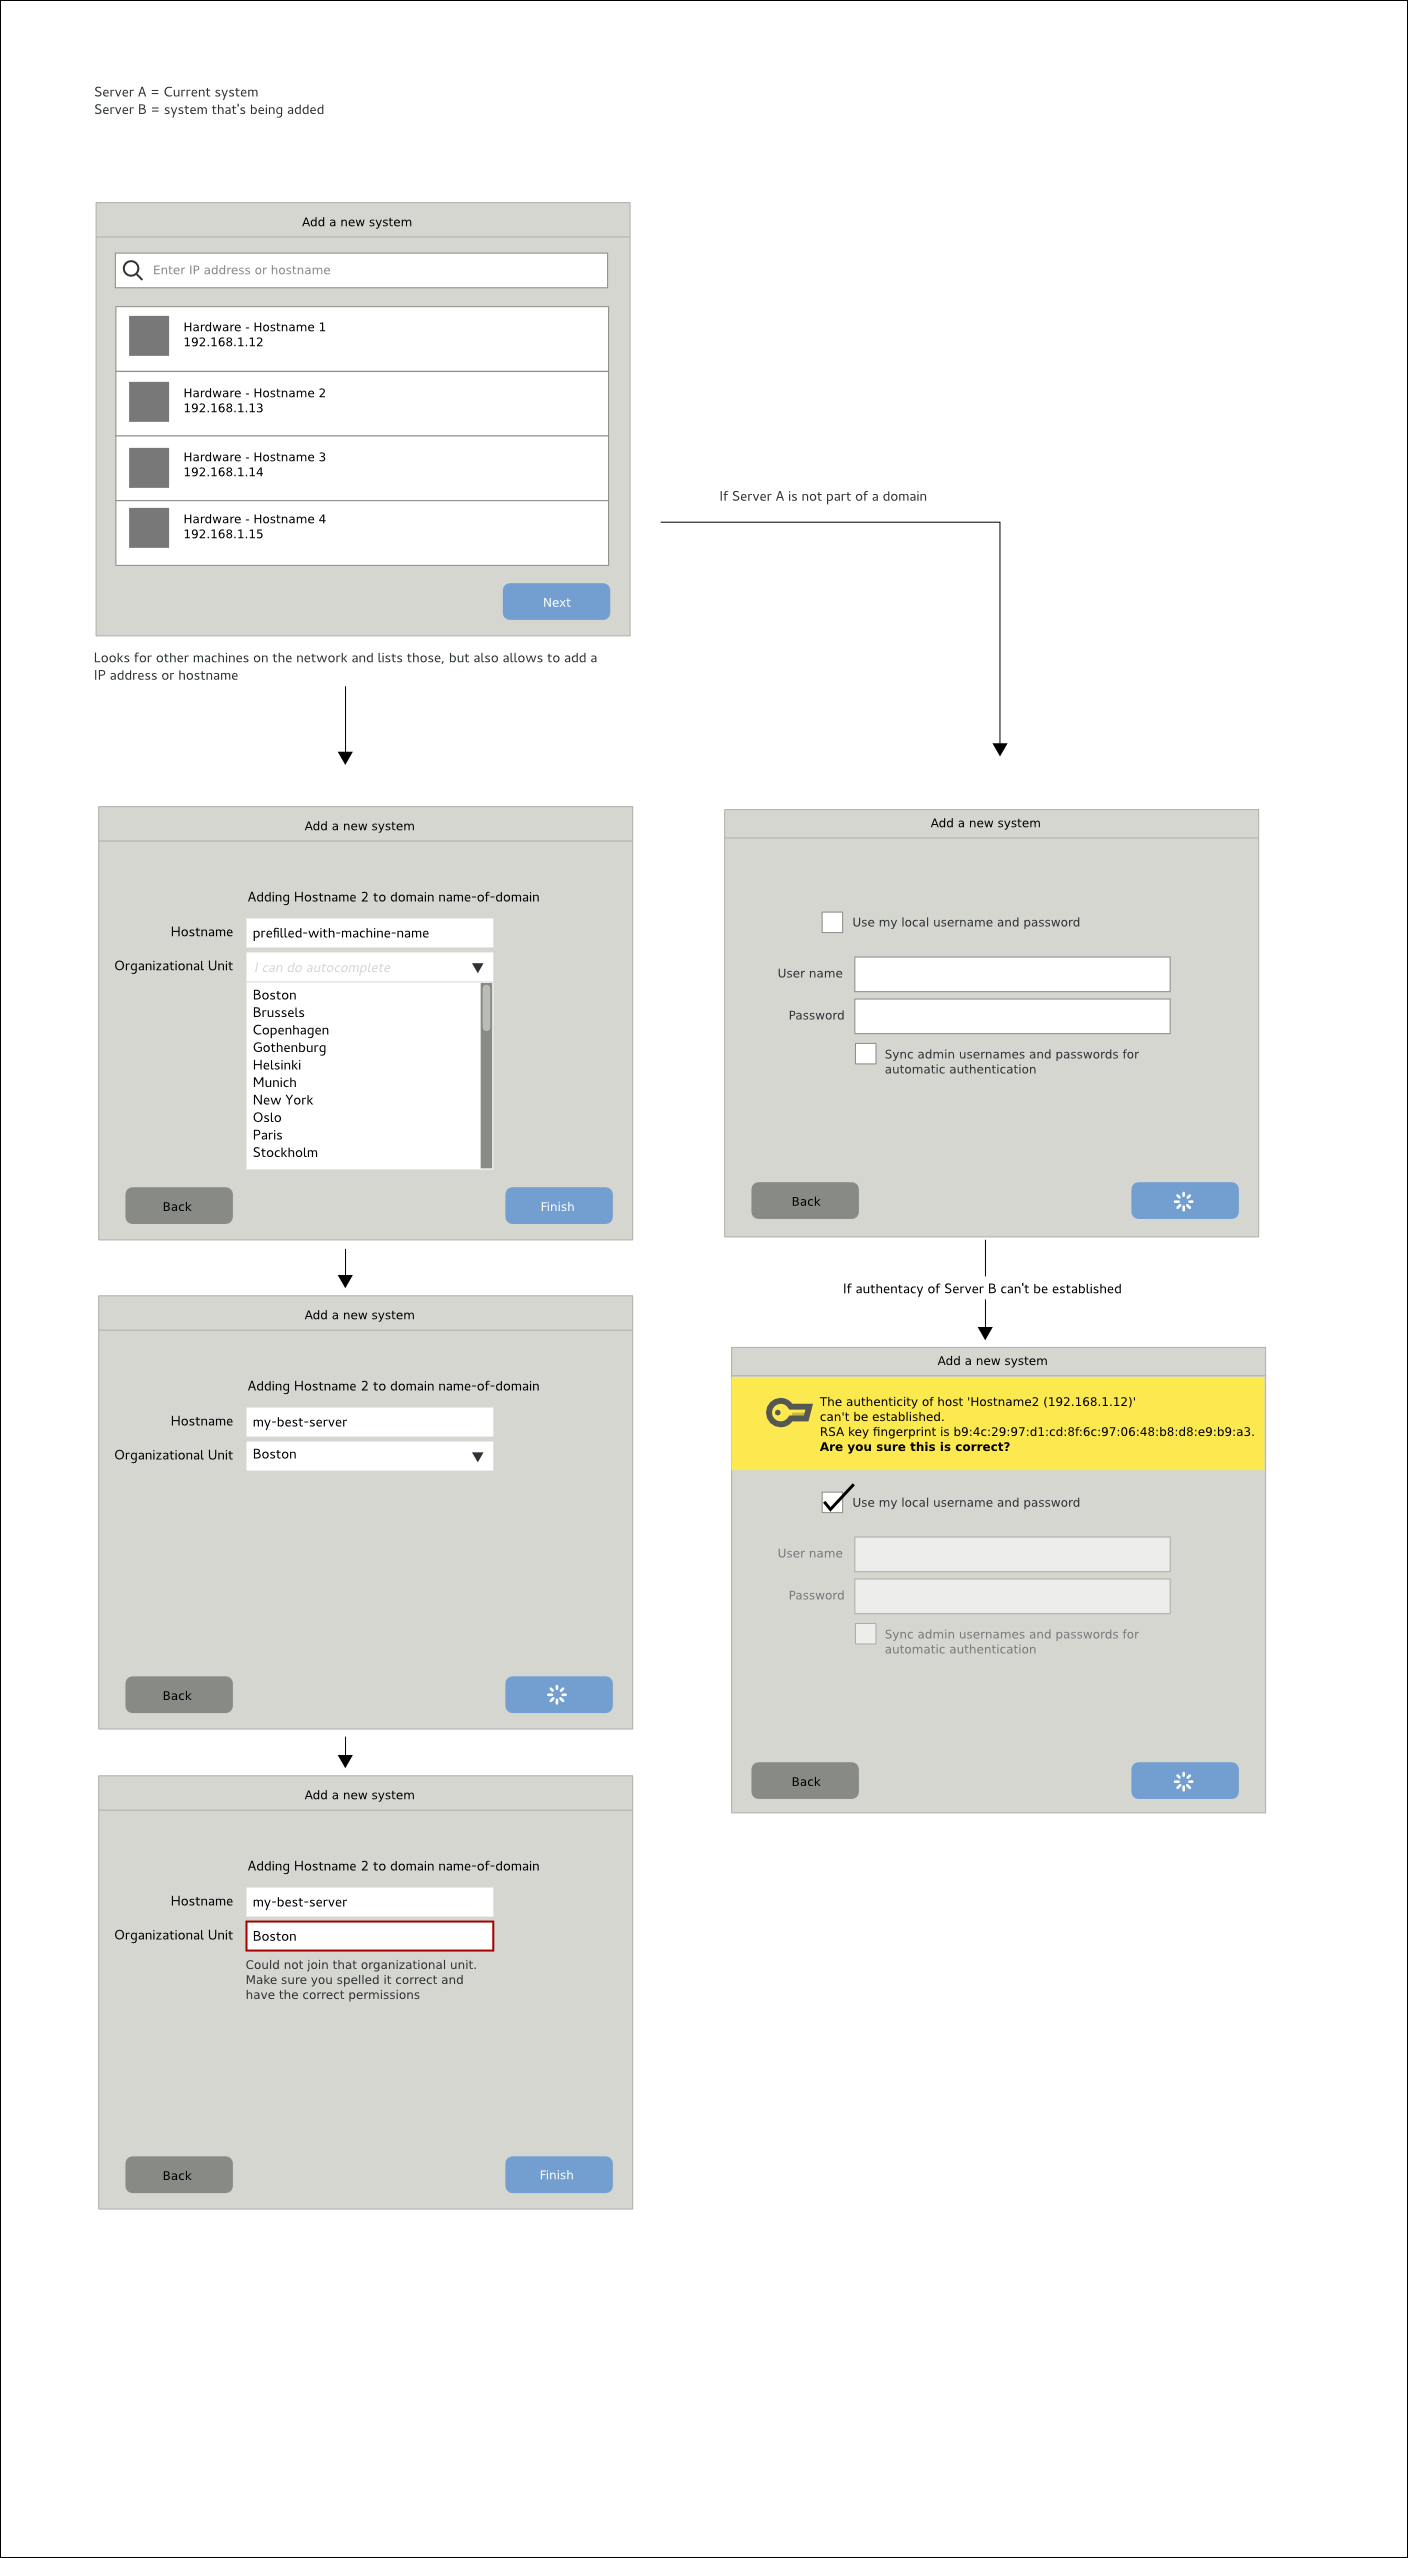 Server A = Current system
Server B = system that's being added
Add a new system
Enter IP address or hostname
Hardware - Hostname 1
192.168.1.12
Hardware - Hostname 2
192.168.1.13
Hardware - Hostname 3
192.168.1.14
Hardware - Hostname 4
192.168.1.15
Next
Looks for other machines on the network and lists those, but also allows to add a
IP address or hostname
If Server A is not part of a domain
Add a new system
Adding Hostname 2 to domain name-of-domain
Hostname
prefilled-with-machine-name
Organizational Unit
I can do autocomplete
Boston
Brussels
Copenhagen
Gothenburg
Helsinki
Munich
New York
Oslo
Paris
Stockholm
Back
Finish
Add a new system
Adding Hostname 2 to domain name-of-domain
Hostname
my-best-server
Organizational Unit
Boston
Back
Add a new system
Adding Hostname 2 to domain name-of-domain
Hostname
my-best-server
Organizational Unit
Boston
Could not join that organizational unit.
Make sure you spelled it correct and
have the correct permissions
Back
Finish
Add a new system
Use my local username and password
User name
Password
Sync admin usernames and passwords for
automatic authentication
Back
If authentacy of Server B can't be established
Add a new system
The authenticity of host 'Hostname2 (192.168.1.12)'
can't be established.
RSA key fingerprint is b9:4c:29:97:d1:cd:8f:6c:97:06:48:b8:d8:e9:b9:a3.
Are you sure this is correct?
Use my local username and password
User name
Password
Sync admin usernames and passwords for
automatic authentication
Back